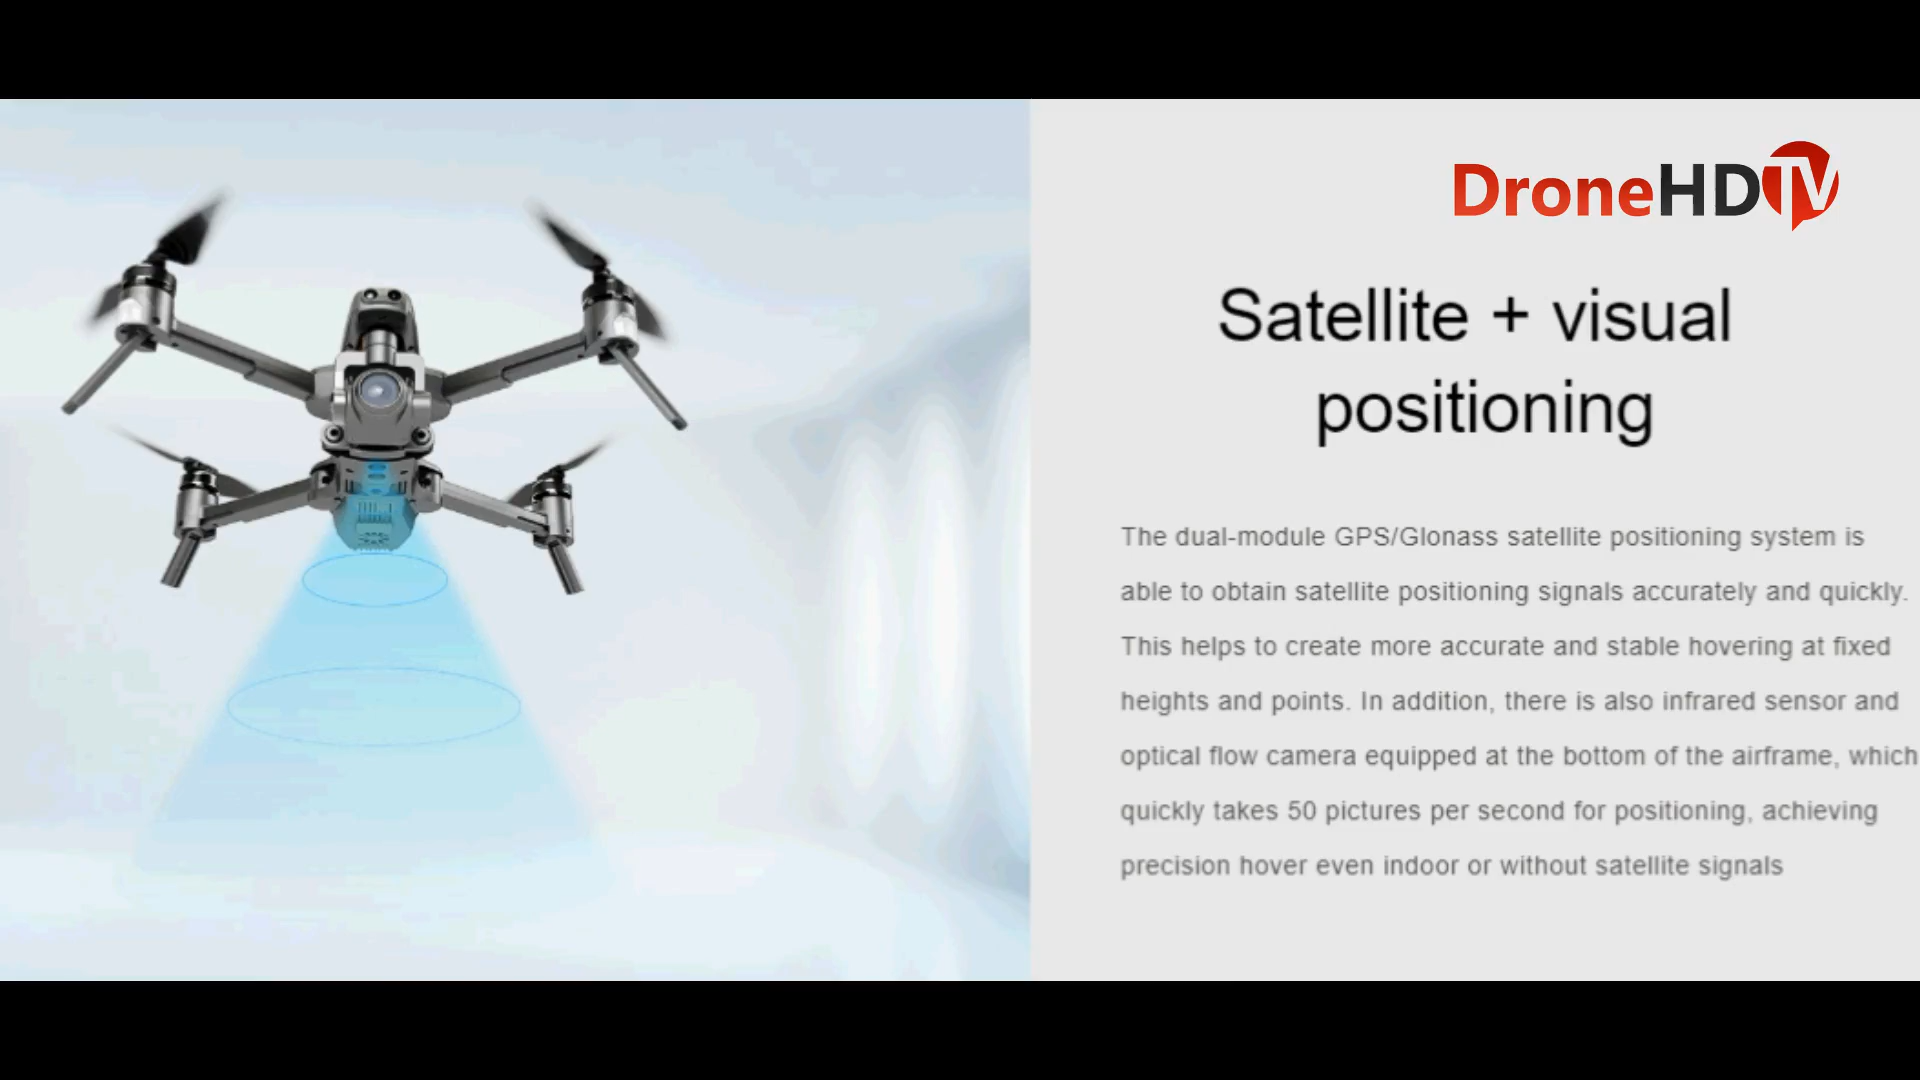 DroneHDTV
Satellite + visual
positioning
The dual-module GPS/Glonass satellite positioning system is
able to obtain satellite positioning signals accurately and quickly.
This helps to create more accurate and stable hovering at fixed
heights and points. In addition, there is also infrared sensor and
optical flow camera equipped at the bottom of the airframe, which
quickly takes 50 pictures per second for positioning, achieving
precision hover even indoor or without satellite signals